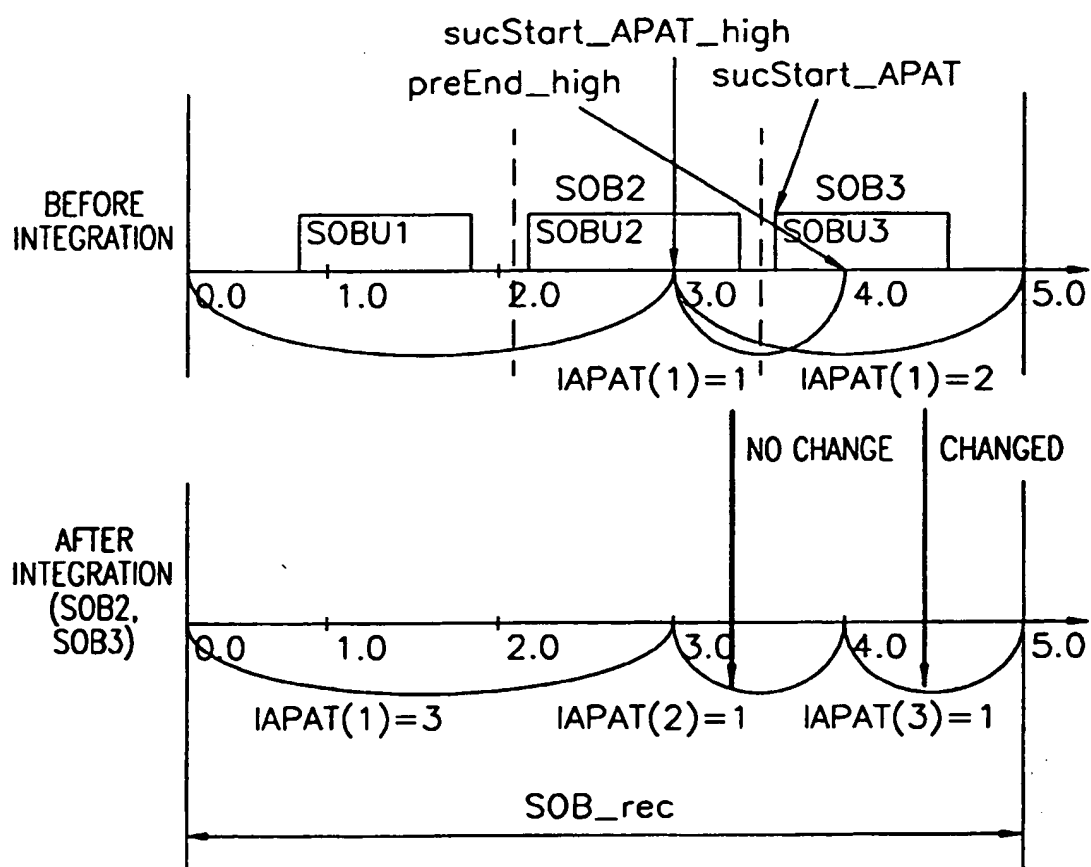 sucStart_APAT_high
preEnd_high
sucStart_APAT
BEFORE
INTEGRATION
SOB2
SOB3
SOBU1
SOBU2
SOBU3
0.0 1.0 2.0 3.0 4.0 5.0
IAPAT(1)=1
IAPAT(1)=2
NO CHANGE
CHANGED
AFTER
INTEGRATION
(SOB2,
SOB3)
0.0 1.0 2.0 3.0 4.0 5.0
IAPAT(1)=3
IAPAT(2)=1
IAPAT(3)=1
SOB_rec